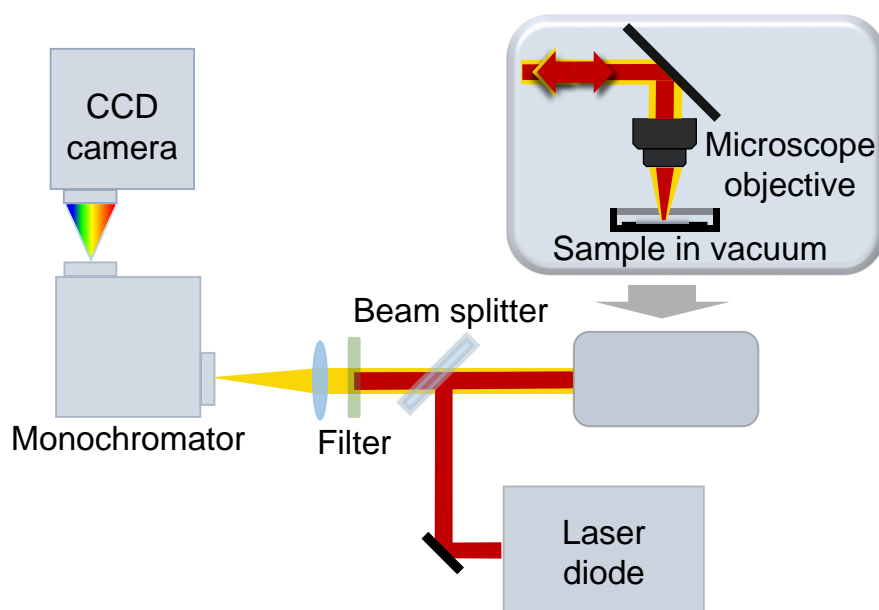 CCD
camera
Microscope
objective
Sample in vacuum
Beam splitter
Monochromator
Filter
Laser
diode